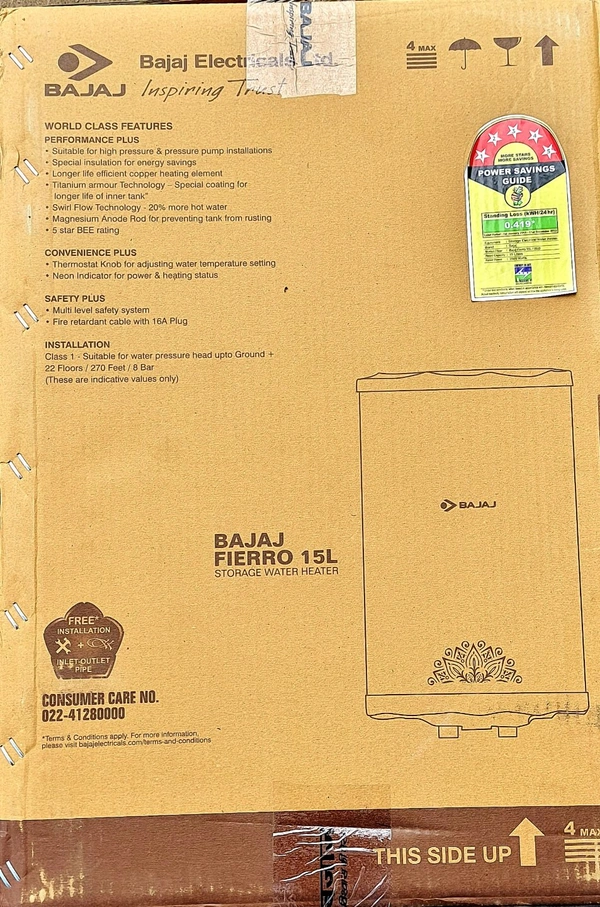 BAJAJ
Bajaj Electricals Ltd.
Inspiring Trust
4 MAX
WORLD CLASS FEATURES
PERFORMANCE PLUS
• Suitable for high pressure & pressure pump installations
• Special insulation for energy savings
• Longer life efficient copper heating element
• Titanium armour Technology – Special coating for
longer life of inner tank"
• Swirl Flow Technology - 20% more hot water
• Magnesium Anode Rod for preventing tank from rusting
• 5 star BEE rating
CONVENIENCE PLUS
• Thermostat Knob for adjusting water temperature setting
• Neon Indicator for power & heating status
SAFETY PLUS
• Multi level safety system
• Fire retardant cable with 16A Plug
INSTALLATION
Class 1 - Suitable for water pressure head upto Ground +
22 Floors / 270 Feet / 8 Bar
(These are indicative values only)
MORE STARS
MORE SAVINGS
POWER SAVINGS
GUIDE
Standing Loss (kWH/24hr)
0.419*
BAJAJ
BAJAJ
FIERRO 15L
STORAGE WATER HEATER
FREE*
INSTALLATION
+
INLET-OUTLET
PIPE
CONSUMER CARE NO.
022-41280000
*Terms & Conditions apply. For more information,
please visit bajajelectricals.com/terms-and-conditions
THIS SIDE UP
4 MAX